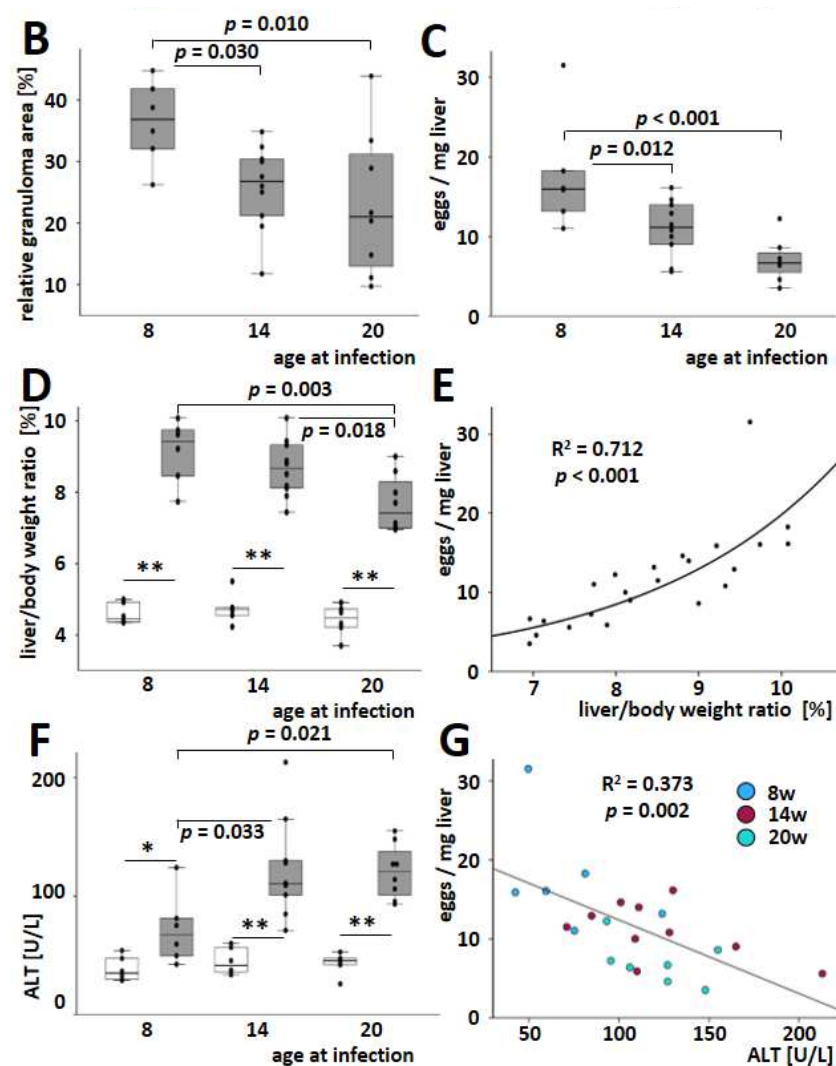 B
relative granuloma area [%]
40
30
20
10
p = 0.010
p = 0.030
8 14 20
age at infection
C
eggs / mg liver
30
20
10
0
p < 0.001
p = 0.012
8 14 20
age at infection
D
liver/body weight ratio [%]
10
8
6
4
p = 0.003
p = 0.018
** ** **
8 14 20
age at infection
E
eggs / mg liver
30
20
10
0
R² = 0.712
p < 0.001
7 8 9 10
liver/body weight ratio [%]
F
ALT [U/L]
200
100
0
p = 0.021
p = 0.033
* ** **
8 14 20
age at infection
G
eggs / mg liver
30
20
10
0
R² = 0.373
p = 0.002
8w
14w
20w
50 100 150 200
ALT [U/L]